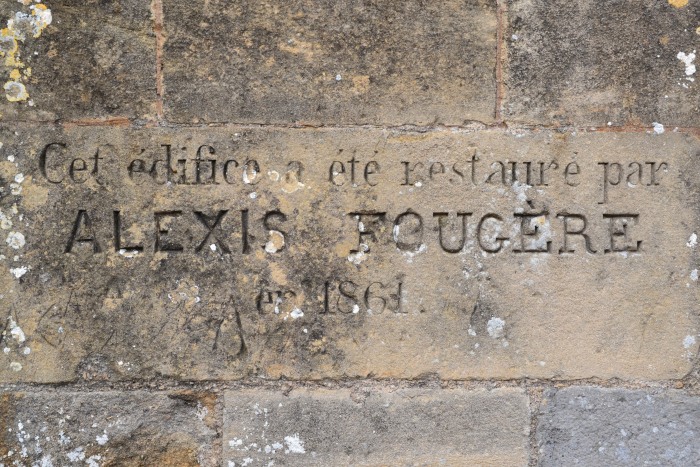 Cet édifice a été restauré par
ALEXIS FOUGÈRE
en 1861.